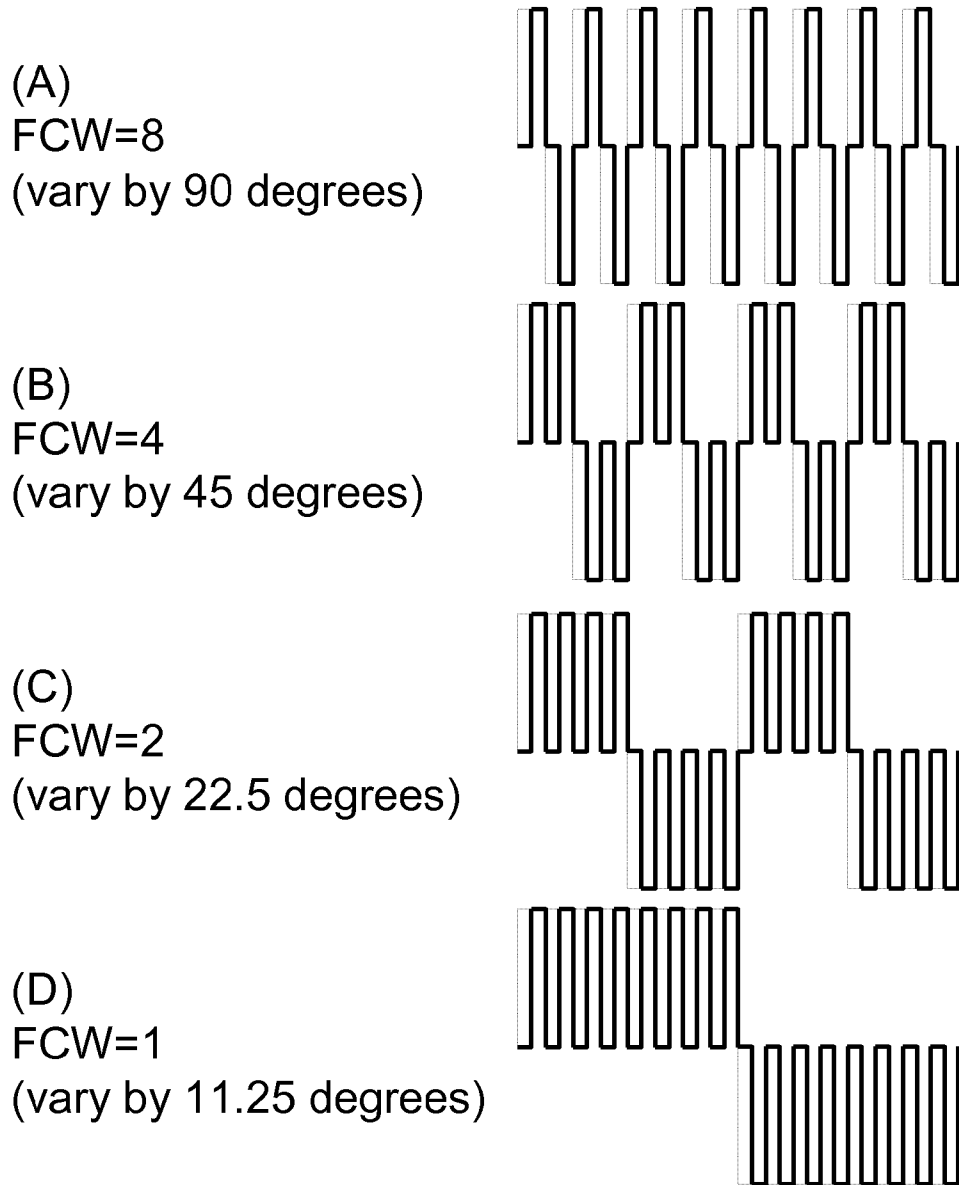 (A)
FCW=8
(vary by 90 degrees)
(B)
FCW=4
(vary by 45 degrees)
(C)
FCW=2
(vary by 22.5 degrees)
(D)
FCW=1
(vary by 11.25 degrees)